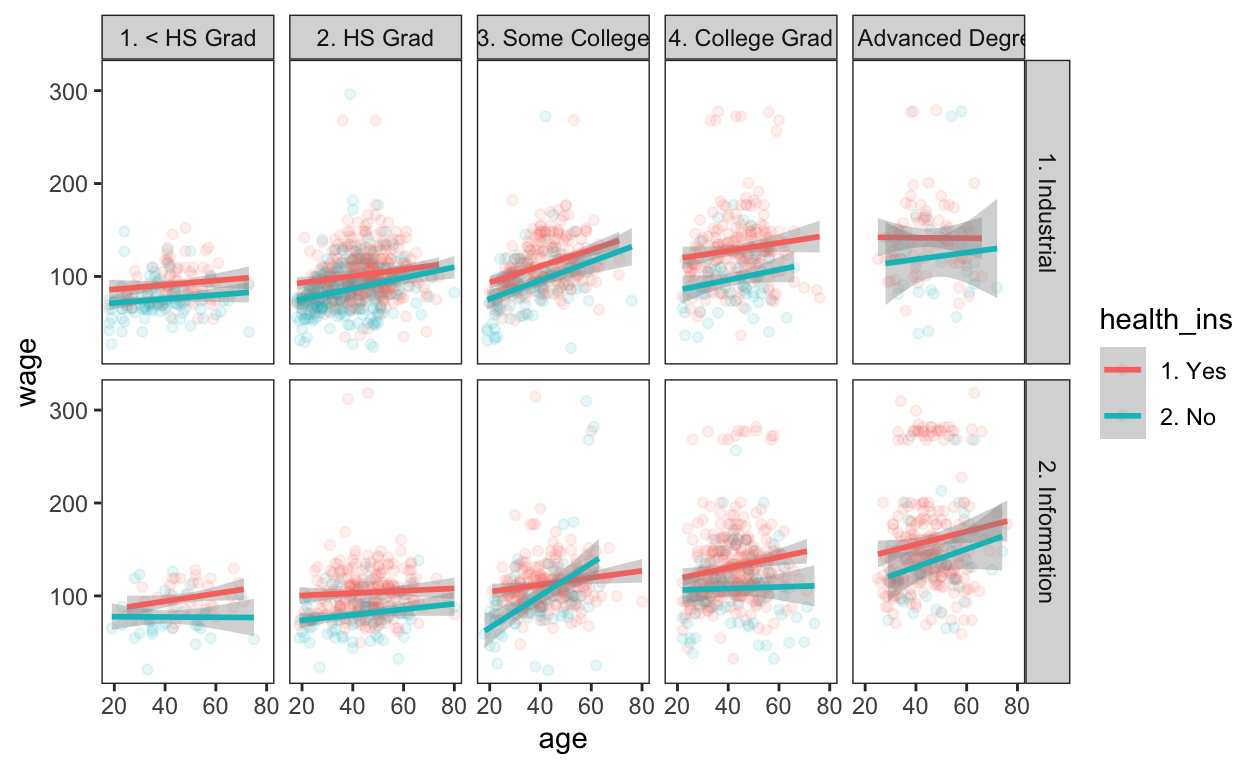 1. < HS Grad
2. HS Grad
3. Some College
4. College Grad
Advanced Degre
300
200
100
1. Industrial
wage
300
200
100
2. Information
health_ins
1. Yes
2. No
20 40 60 80 20 40 60 80 20 40 60 80 20 40 60 80 20 40 60 80
age